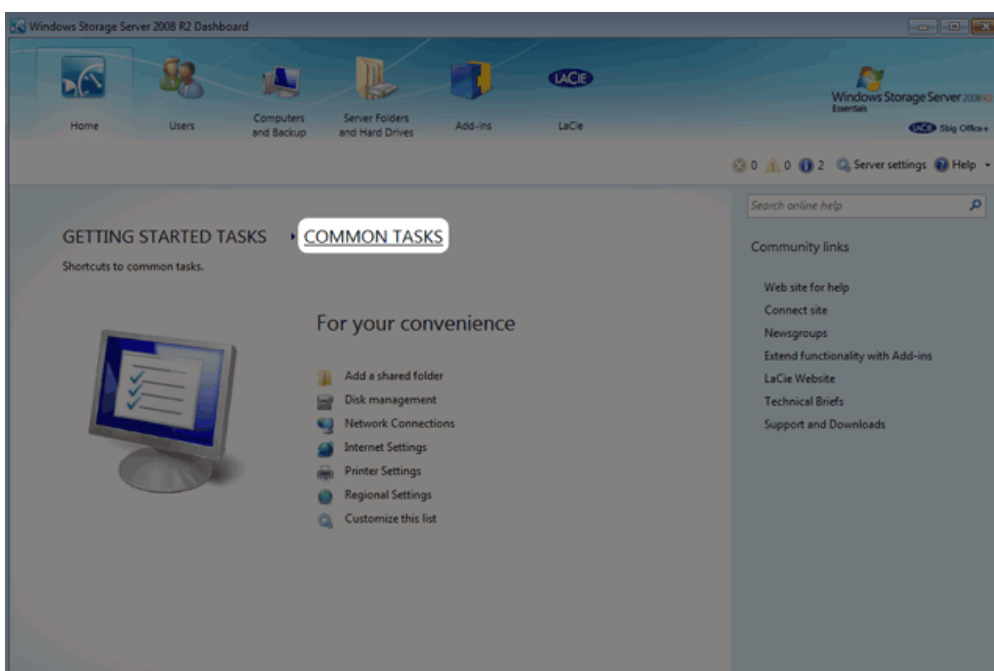 Windows Storage Server 2008 R2 Dashboard
Home
Users
Computers
and Backup
Server Folders
and Hard Drives
Add-ins
LACIE
LaCie
Windows Storage Server 2008 R2
Essentials
LACIE 5big Office+
0 0 2 Server settings Help
Search online help
GETTING STARTED TASKS COMMON TASKS
Shortcuts to common tasks.
For your convenience
Add a shared folder
Disk management
Network Connections
Internet Settings
Printer Settings
Regional Settings
Customize this list
Community links
Web site for help
Connect site
Newsgroups
Extend functionality with Add-ins
LaCie Website
Technical Briefs
Support and Downloads